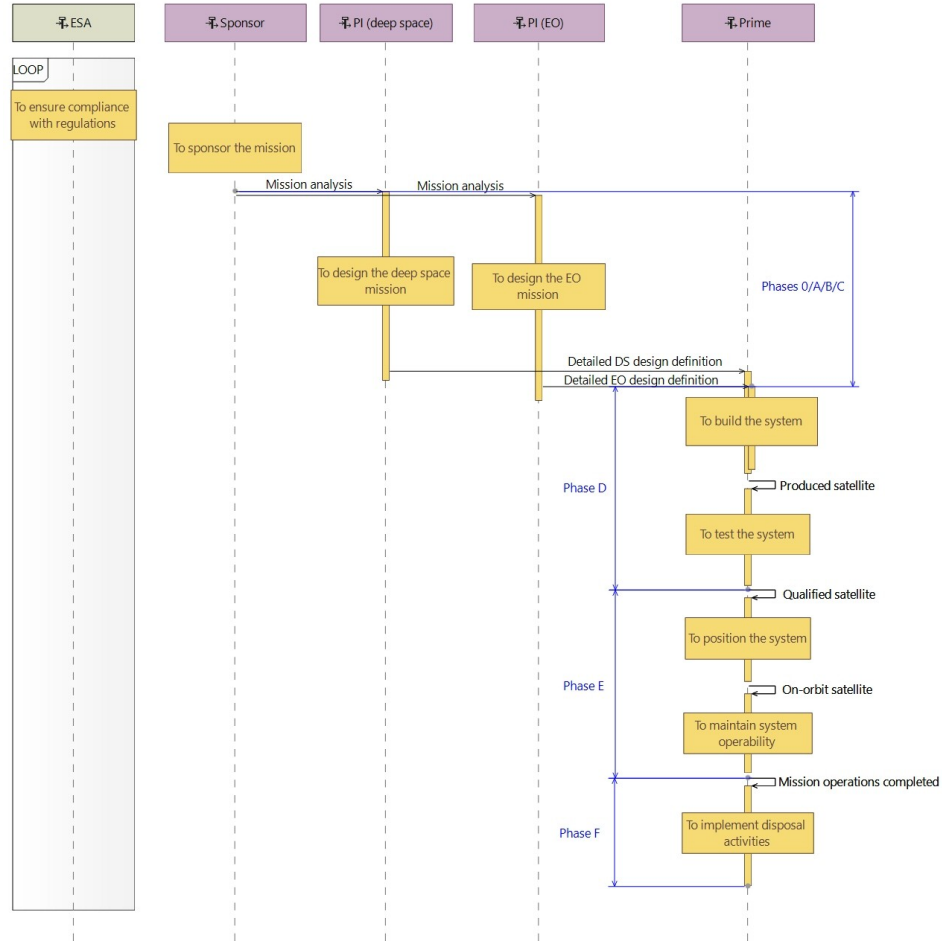 ESA
Sponsor
PI (deep space)
PI (EO)
Prime
LOOP
To ensure compliance
with regulations
To sponsor the mission
Mission analysis
Mission analysis
To design the deep space
mission
To design the EO
mission
Phases 0/A/B/C
Detailed DS design definition
Detailed EO design definition
To build the system
Phase D
Produced satellite
To test the system
Qualified satellite
To position the system
Phase E
On-orbit satellite
To maintain system
operability
Mission operations completed
Phase F
To implement disposal
activities